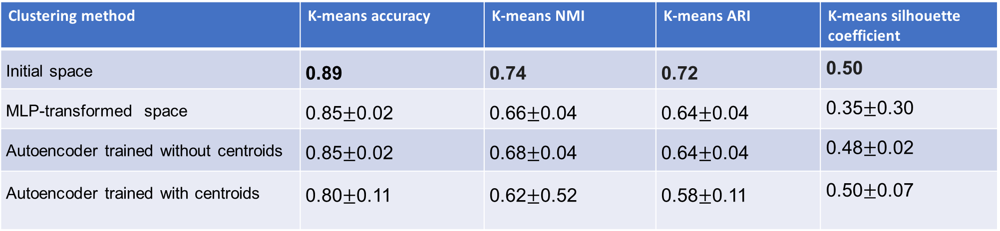 Clustering method K-means accuracy K-means NMI K-means ARI K-means silhouette
coefficient
Initial space 0.89 0.74 0.72 0.50
MLP-transformed space 0.85±0.02 0.66±0.04 0.64±0.04 0.35±0.30
Autoencoder trained without centroids 0.85±0.02 0.68±0.04 0.64±0.04 0.48±0.02
Autoencoder trained with centroids 0.80±0.11 0.62±0.52 0.58±0.11 0.50±0.07